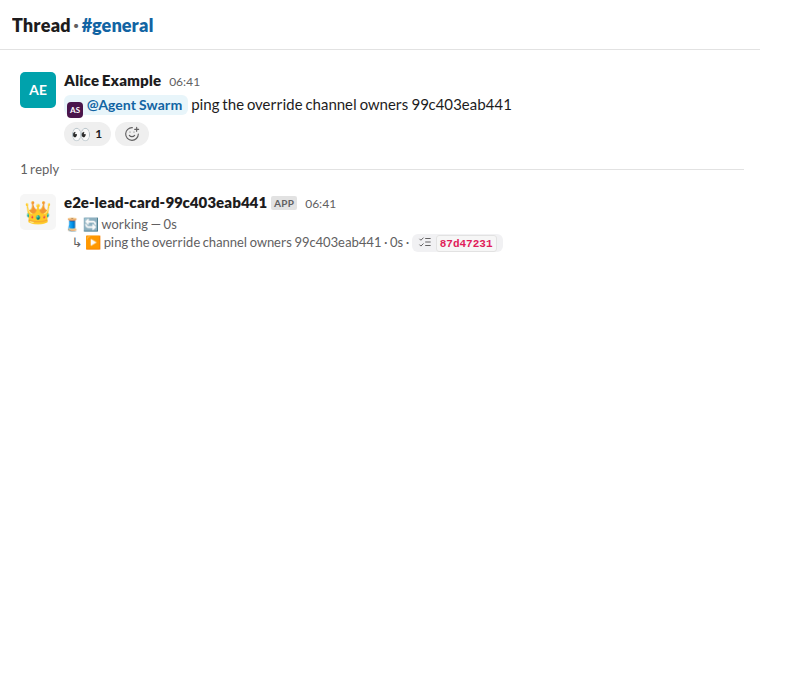 Thread • #general
AE
Alice Example 06:41
AS @Agent Swarm ping the override channel owners 99c403eab441
1
1 reply
e2e-lead-card-99c403eab441 APP 06:41
working — 0s
↳ ping the override channel owners 99c403eab441 · 0s · 87d47231